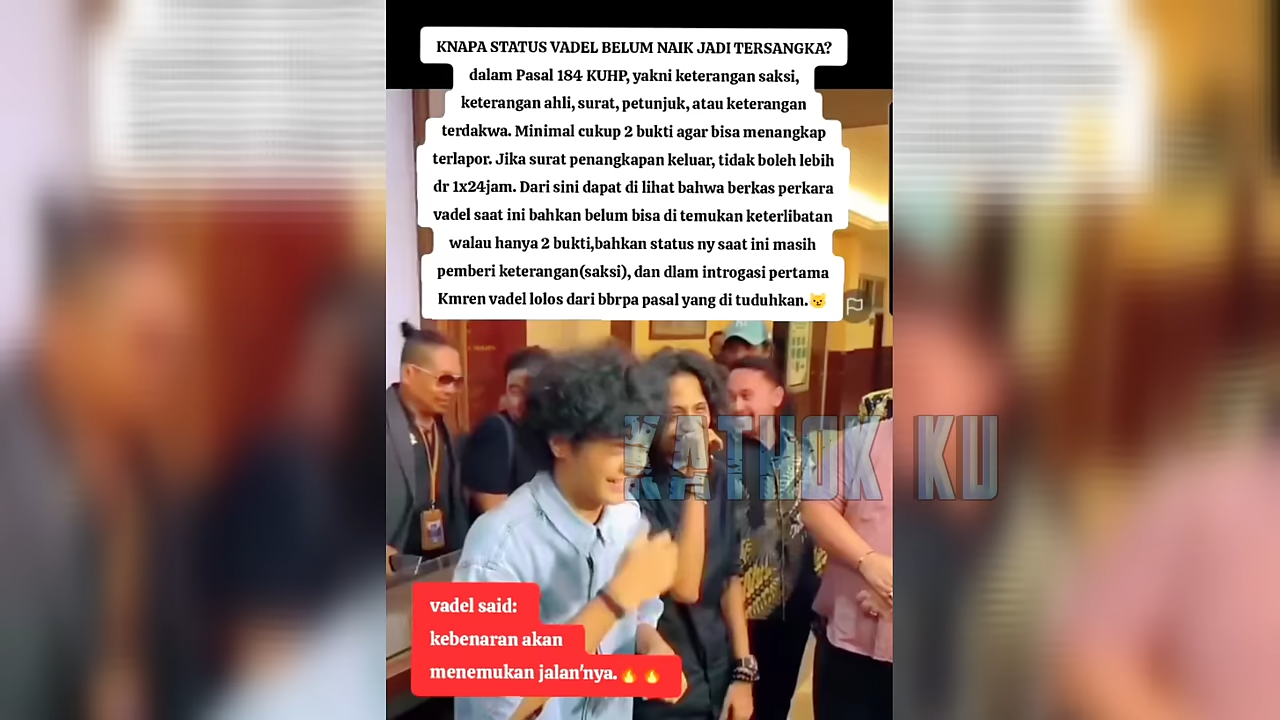 KNAPA STATUS VADEL BELUM NAIK JADI TERSANGKA?
dalam Pasal 184 KUHP, yakni keterangan saksi,
keterangan ahli, surat, petunjuk, atau keterangan
terdakwa. Minimal cukup 2 bukti agar bisa menangkap
terlapor. Jika surat penangkapan keluar, tidak boleh lebih
dr 1x24jam. Dari sini dapat di lihat bahwa berkas perkara
vadel saat ini bahkan belum bisa di temukan keterlibatan
walau hanya 2 bukti,bahkan status ny saat ini masih
pemberi keterangan(saksi), dan dlam introgasi pertama
Kmren vadel lolos dari bbrpa pasal yang di tuduhkan.😼
KATHOK KU
vadel said:
kebenaran akan
menemukan jalan'nya.🔥🔥